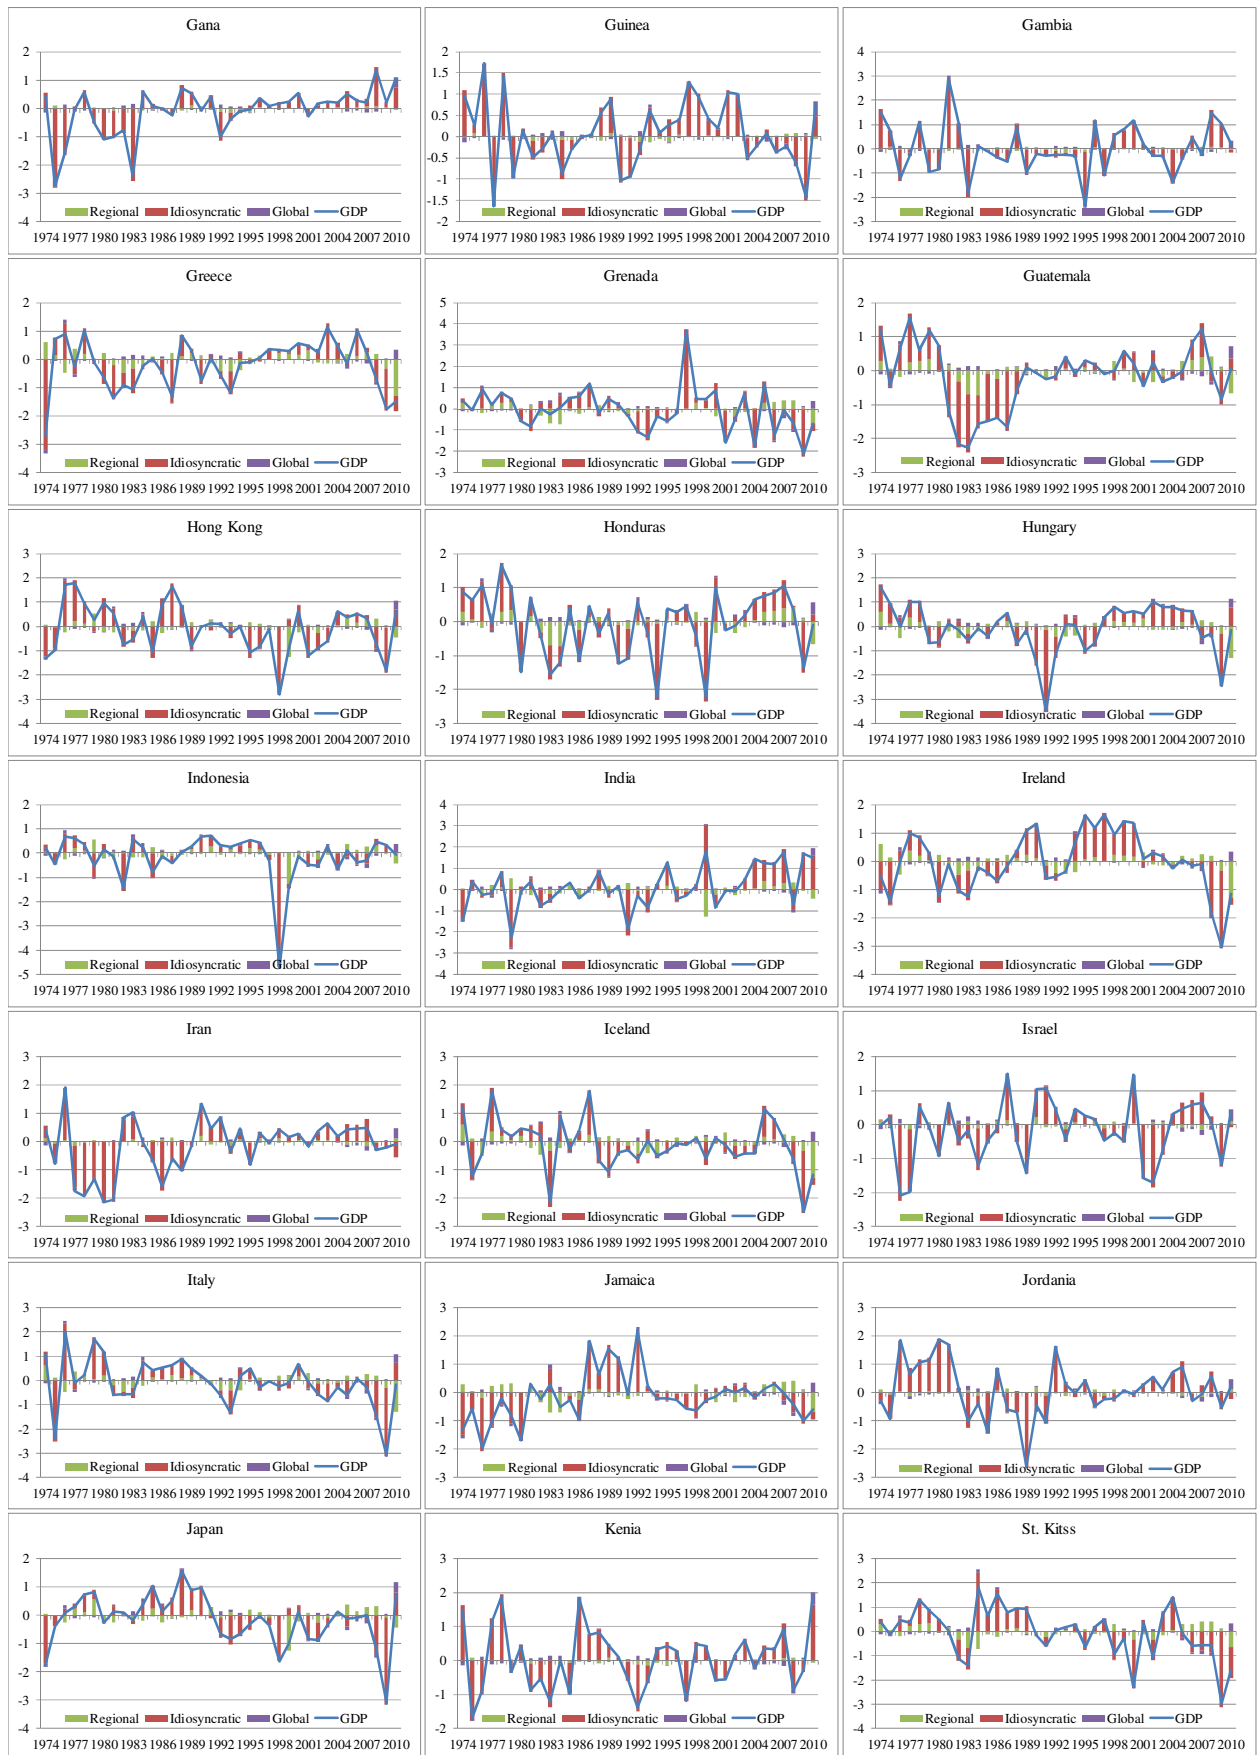 Gana
2
1
0
-1
-2
-3
-4
Regional Idiosyncratic Global GDP
1974 1977 1980 1983 1986 1989 1992 1995 1998 2001 2004 2007 2010
Guinea
2
1.5
1
0.5
0
-0.5
-1
-1.5
-2
Regional Idiosyncratic Global GDP
1974 1977 1980 1983 1986 1989 1992 1995 1998 2001 2004 2007 2010
Gambia
4
3
2
1
0
-1
-2
-3
Regional Idiosyncratic Global GDP
1974 1977 1980 1983 1986 1989 1992 1995 1998 2001 2004 2007 2010
Greece
2
1
0
-1
-2
-3
-4
Regional Idiosyncratic Global GDP
1974 1977 1980 1983 1986 1989 1992 1995 1998 2001 2004 2007 2010
Grenada
5
4
3
2
1
0
-1
-2
-3
Regional Idiosyncratic Global GDP
1974 1977 1980 1983 1986 1989 1992 1995 1998 2001 2004 2007 2010
Guatemala
2
1
0
-1
-2
-3
Regional Idiosyncratic Global GDP
1974 1977 1980 1983 1986 1989 1992 1995 1998 2001 2004 2007 2010
Hong Kong
3
2
1
0
-1
-2
-3
-4
Regional Idiosyncratic Global GDP
1974 1977 1980 1983 1986 1989 1992 1995 1998 2001 2004 2007 2010
Honduras
2
1
0
-1
-2
-3
Regional Idiosyncratic Global GDP
1974 1977 1980 1983 1986 1989 1992 1995 1998 2001 2004 2007 2010
Hungary
3
2
1
0
-1
-2
-3
-4
Regional Idiosyncratic Global GDP
1974 1977 1980 1983 1986 1989 1992 1995 1998 2001 2004 2007 2010
Indonesia
2
1
0
-1
-2
-3
-4
-5
Regional Idiosyncratic Global GDP
1974 1977 1980 1983 1986 1989 1992 1995 1998 2001 2004 2007 2010
India
4
3
2
1
0
-1
-2
-3
-4
Regional Idiosyncratic Global GDP
1974 1977 1980 1983 1986 1989 1992 1995 1998 2001 2004 2007 2010
Ireland
2
1
0
-1
-2
-3
-4
Regional Idiosyncratic Global GDP
1974 1977 1980 1983 1986 1989 1992 1995 1998 2001 2004 2007 2010
Iran
3
2
1
0
-1
-2
-3
Regional Idiosyncratic Global GDP
1974 1977 1980 1983 1986 1989 1992 1995 1998 2001 2004 2007 2010
Iceland
3
2
1
0
-1
-2
-3
Regional Idiosyncratic Global GDP
1974 1977 1980 1983 1986 1989 1992 1995 1998 2001 2004 2007 2010
Israel
2
1
0
-1
-2
-3
Regional Idiosyncratic Global GDP
1974 1977 1980 1983 1986 1989 1992 1995 1998 2001 2004 2007 2010
Italy
3
2
1
0
-1
-2
-3
-4
Regional Idiosyncratic Global GDP
1974 1977 1980 1983 1986 1989 1992 1995 1998 2001 2004 2007 2010
Jamaica
3
2
1
0
-1
-2
-3
Regional Idiosyncratic Global GDP
1974 1977 1980 1983 1986 1989 1992 1995 1998 2001 2004 2007 2010
Jordania
3
2
1
0
-1
-2
-3
Regional Idiosyncratic Global GDP
1974 1977 1980 1983 1986 1989 1992 1995 1998 2001 2004 2007 2010
Japan
2
1
0
-1
-2
-3
-4
Regional Idiosyncratic Global GDP
1974 1977 1980 1983 1986 1989 1992 1995 1998 2001 2004 2007 2010
Kenia
3
2
1
0
-1
-2
Regional Idiosyncratic Global GDP
1974 1977 1980 1983 1986 1989 1992 1995 1998 2001 2004 2007 2010
St. Kitss
3
2
1
0
-1
-2
-3
-4
Regional Idiosyncratic Global GDP
1974 1977 1980 1983 1986 1989 1992 1995 1998 2001 2004 2007 2010